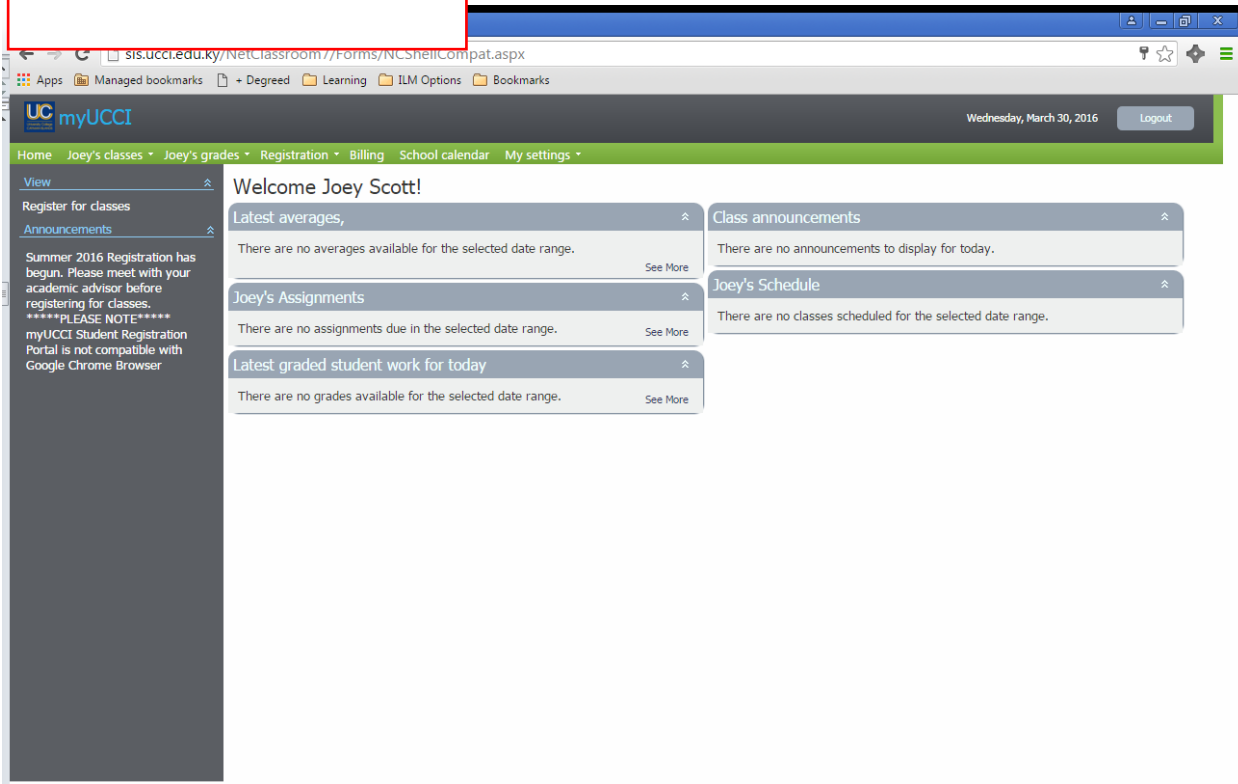 sis.ucci.edu.ky/NetClassroom7//Forms/NCShellCompat.aspx
Apps Managed bookmarks + Degreed Learning ILM Options Bookmarks
UC myUCCI
Wednesday, March 30, 2016 Logout
Home Joey's classes Joey's grades Registration Billing School calendar My settings
View
Register for classes
Announcements
Summer 2016 Registration has
begun. Please meet with your
academic advisor before
registering for classes.
*****PLEASE NOTE*****
myUCCI Student Registration
Portal is not compatible with
Google Chrome Browser
Welcome Joey Scott!
Latest averages,
There are no averages available for the selected date range.
See More
Joey's Assignments
There are no assignments due in the selected date range.
See More
Latest graded student work for today
There are no grades available for the selected date range.
See More
Class announcements
There are no announcements to display for today.
Joey's Schedule
There are no classes scheduled for the selected date range.